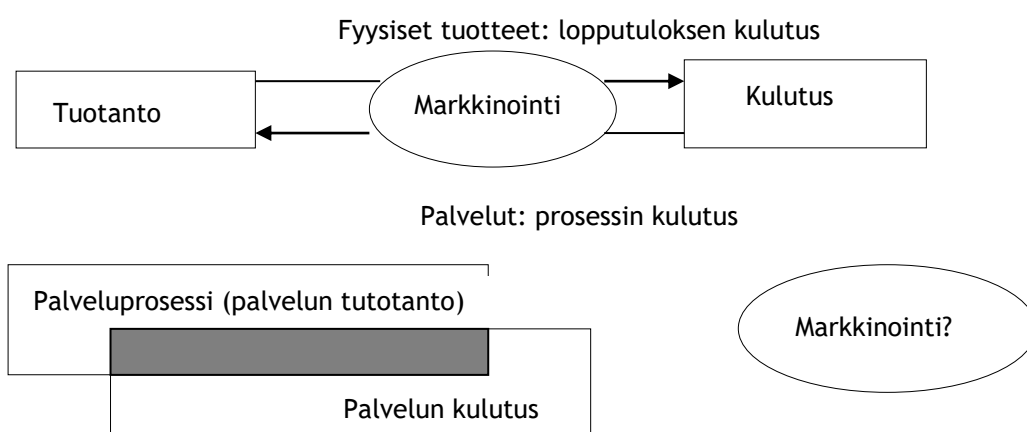 Fyysiset tuotteet: lopputuloksen kulutus
Tuotanto
Markkinointi
Kulutus
Palvelut: prosessin kulutus
Palveluprosessi (palvelun tutotanto)
Markkinointi?
Palvelun kulutus